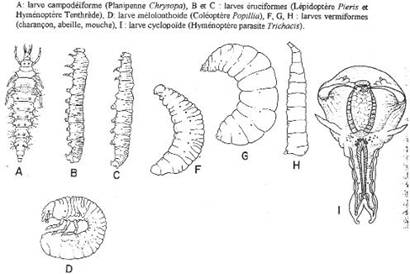 A: larve campodéiforme (Planipenne Chrysopa), B et C : larves éruciformes (Lépidoptère Pieris et
Hyménoptère Tenthrède), D. larve mélolonthoïde (Coléoptère Popillia), F, G, H : larves vermiformes
(charançon, abeille, mouche), I : larve cyclopoïde (Hyménoptère parasite Trichacis).
A
B
C
F
G
H
I
D